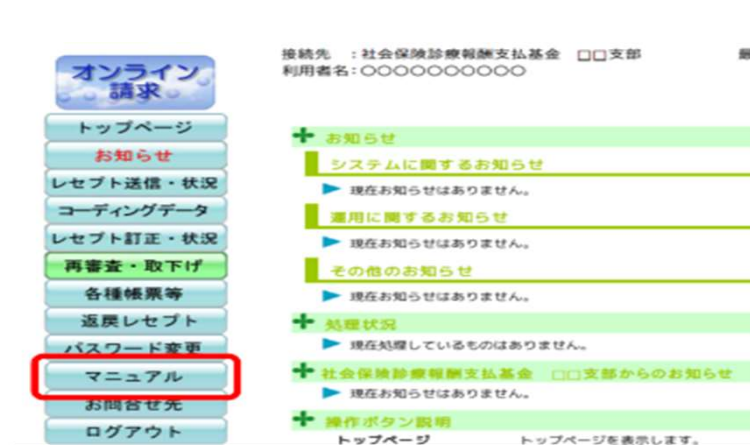 オンライン
請求
トップページ
お知らせ
レセプト送信・状況
コーディングデータ
レセプト訂正・状況
再審査・取下げ
各種帳票等
返戻レセプト
パスワード変更
マニュアル
お問合せ先
ログアウト
接続先　：社会保険診療報酬支払基金　□□支部
利用者名：○○○○○○○○○○
お知らせ
システムに関するお知らせ
現在お知らせはありません。
運用に関するお知らせ
現在お知らせはありません。
その他のお知らせ
現在お知らせはありません。
処理状況
現在処理しているものはありません。
社会保険診療報酬支払基金　□□支部からのお知らせ
現在お知らせはありません。
操作ボタン説明
トップページ　トップページを表示します。